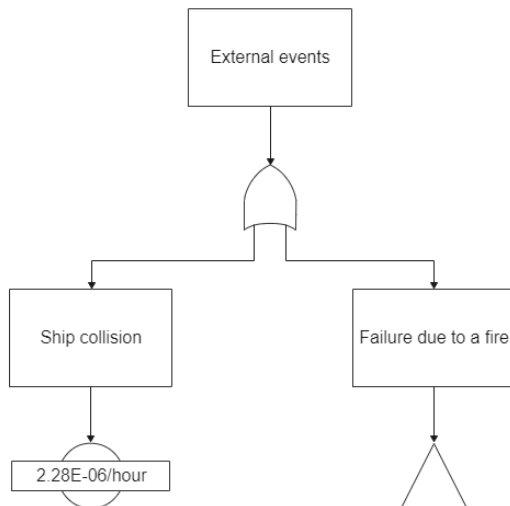 External events
Ship collision
Failure due to a fire
2.28E-06/hour